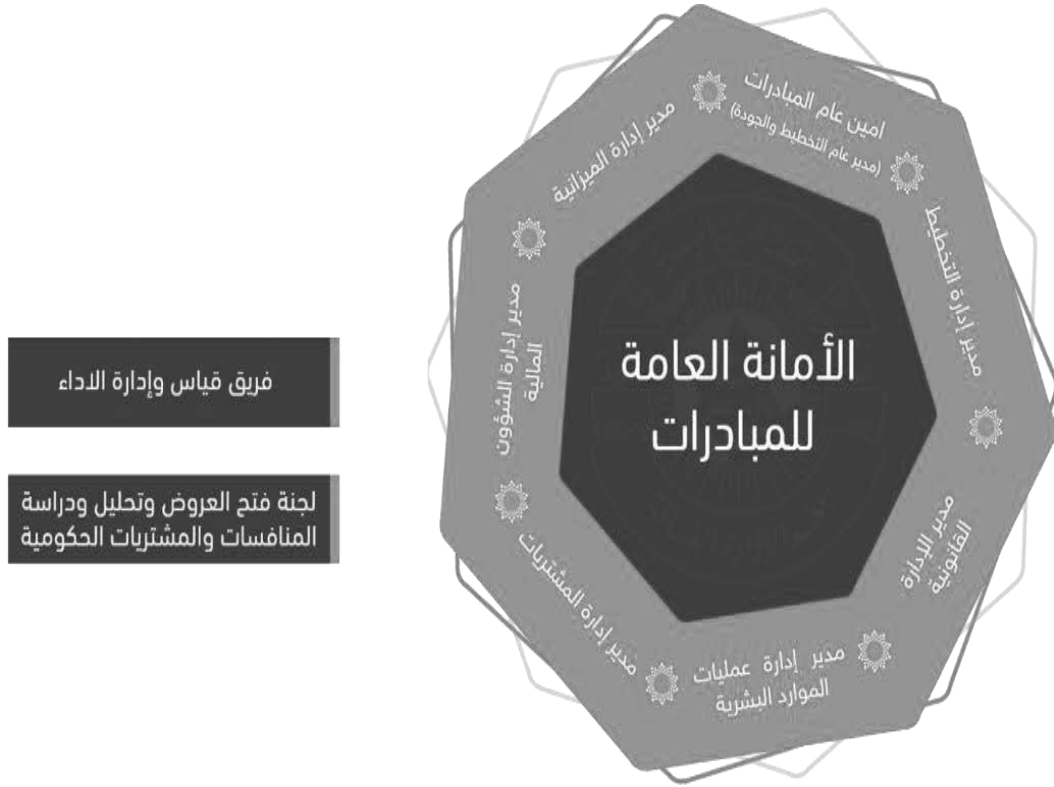 الأمانة العامة
للمبادرات
امين عام المبادرات
(مدير عام التخطيط والجودة)
مدير إدارة التخطيط
مدير الإدارة
القانونية
مدير إدارة عمليات
الموارد البشرية
مدير إدارة المشتريات
مدير إدارة الشؤون
المالية
مدير إدارة الميزانية
فريق قياس وإدارة الاداء
لجنة فتح العروض وتحليل ودراسة
المنافسات والمشتريات الحكومية